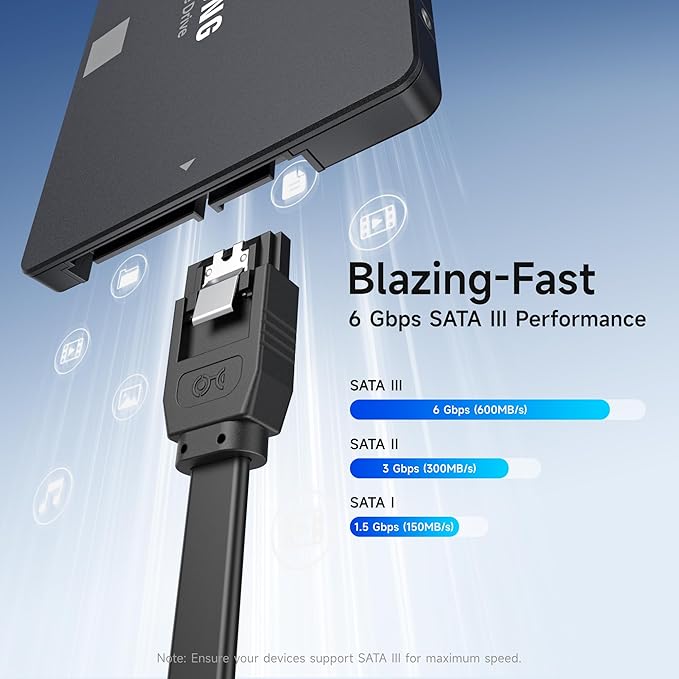 Drive
Blazing-Fast
6 Gbps SATA III Performance
SATA III
6 Gbps (600MB/s)
SATA II
3 Gbps (300MB/s)
SATA I
1.5 Gbps (150MB/s)
Note: Ensure your devices support SATA III for maximum speed.